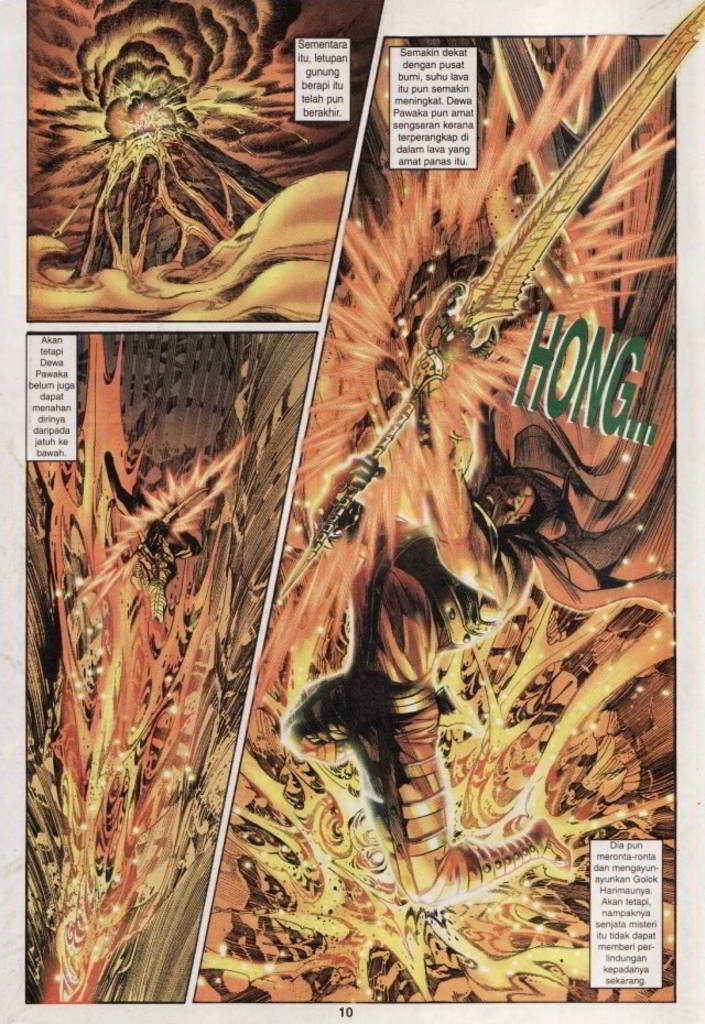 Sementara
itu, letupan
gunung
berapi itu
telah pun
berakhir.
Akan
tetapi
Dewa
Pawaka
belum juga
dapat
menahan
dirinya
daripada
jatuh ke
bawah.
Semakin dekat
dengan pusat
bumi, suhu lava
itu pun semakin
meningkat. Dewa
Pawaka pun amat
sengsaran kerana
terperangkap di
dalam lava yang
amat panas itu.
HONG...
Dia pun
meronta-ronta
dan mengayun-
ayunkan Golok
Harimaunya.
Akan tetapi,
nampaknya
senjata misteri
itu tidak dapat
memberi per-
lindungan
kepadanya
sekarang.
10